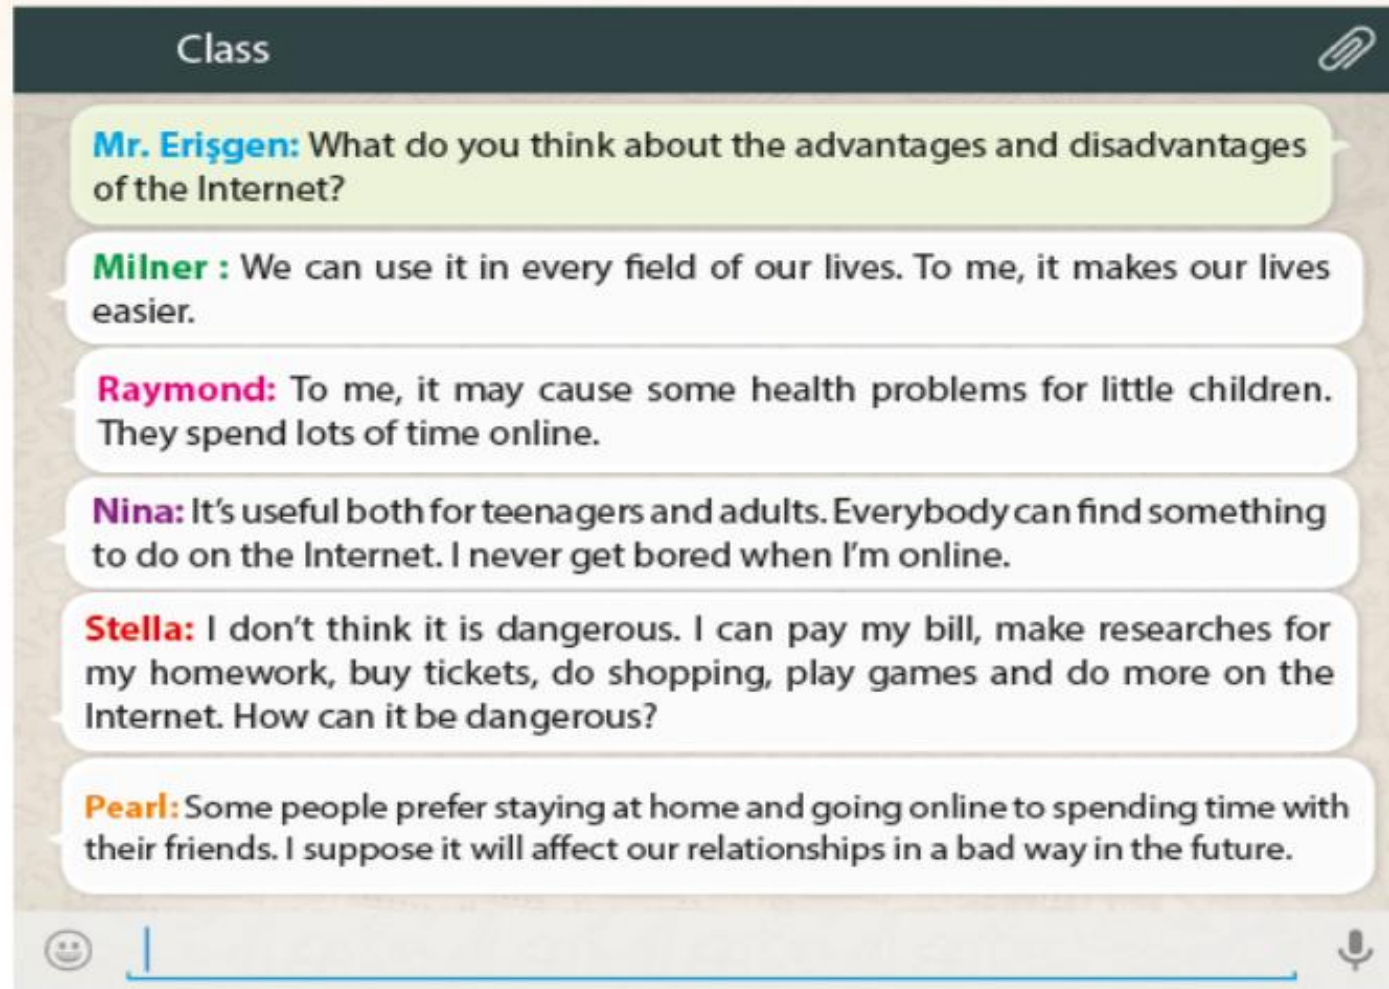 Class
Mr. Erişgen: What do you think about the advantages and disadvantages
of the Internet?
Milner : We can use it in every field of our lives. To me, it makes our lives
easier.
Raymond: To me, it may cause some health problems for little children.
They spend lots of time online.
Nina: It's useful both for teenagers and adults. Everybody can find something
to do on the Internet. I never get bored when I'm online.
Stella: I don't think it is dangerous. I can pay my bill, make researches for
my homework, buy tickets, do shopping, play games and do more on the
Internet. How can it be dangerous?
Pearl: Some people prefer staying at home and going online to spending time with
their friends. I suppose it will affect our relationships in a bad way in the future.